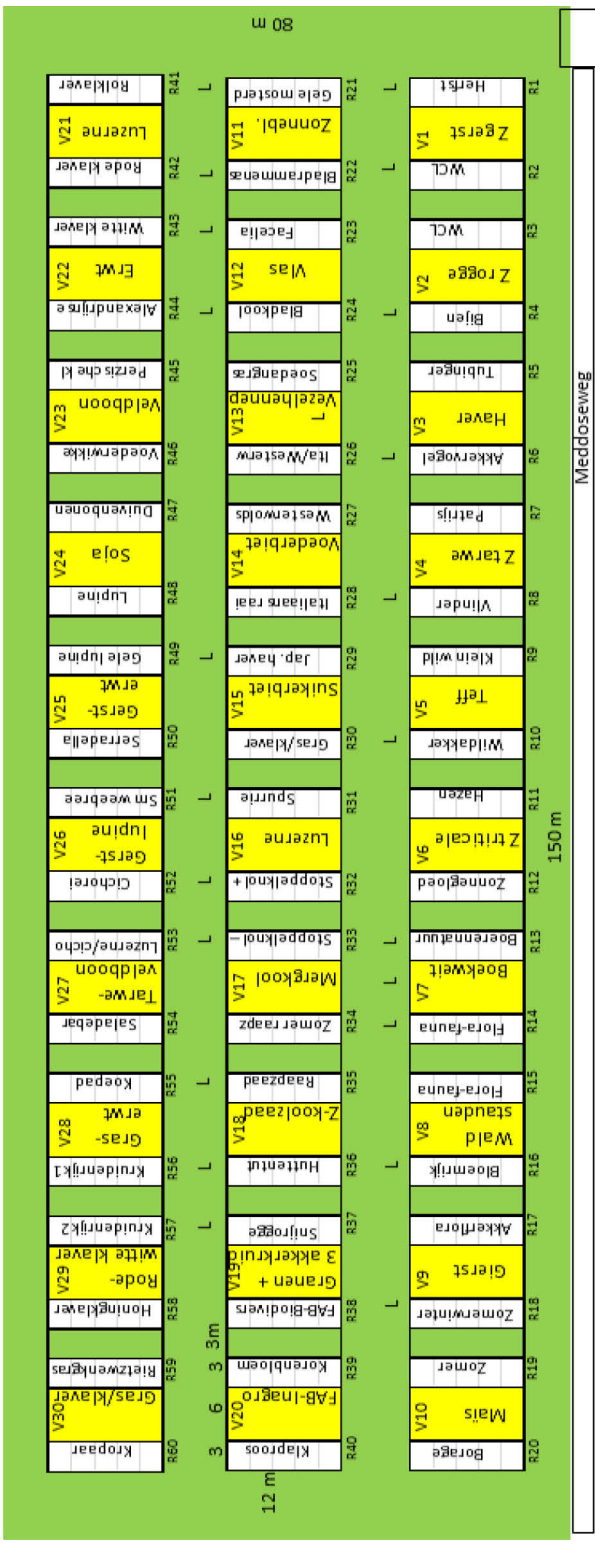 80 m
Rolklaver
R41
L
V21
Luzerne
Rode klaver
R42
L
Witte klaver
R43
L
V22
Erwt
Alexandrijnse
R44
L
Perzische kl
R45
V23
Veldboon
Voederwikke
R46
Duivenbonen
R47
V24
Soja
Lupine
R48
Gele lupine
R49
L
V25
Gerst-
erwt
Serradella
R50
Smweebree
R51
L
V26
Gerst-
lupine
Cichorei
R52
L
Luzerne/cicho
R53
L
V27
Tarwe-
veldboon
Saladebar
R54
Koepad
R55
L
V28
Gras-
erwt
Kruidenrijk1
R56
L
Kruidenrijk2
R57
L
V29
Rode-
witte klaver
Honingklaver
R58
3m
Rietzwenkgras
R59
3
V30
Gras/klaver
6
Kropaar
R60
3
12 m
Gele mosterd
R21
L
V11
Zonnebl.
Bladrammenas
R22
L
Facelia
R23
V12
Vlas
Bladkool
R24
L
Soedangras
R25
V13
L
Vezelhennep
Ita/Westerw
R26
L
Westerwolds
R27
V14
Voederbiet
Italiaans raai
R28
L
Jap. haver
R29
V15
Suikerbiet
Gras/klaver
R30
L
Spurrie
R31
V16
Luzerne
Stoppelknol +
R32
Stoppelknol –
R33
L
V17
Mergkool
L
Zomer raapz
R34
L
Raapzaad
R35
V18
Z-koolzaad
Huttentut
R36
L
Snijrogge
R37
V19
Granen +
3 akkerkruid
FAB-Biodivers
R38
L
Korenbloem
R39
V20
FAB-Inagro
Klaproos
R40
Herfst
R1
V1
Zgerst
WCL
R2
WCL
R3
V2
Zrogge
Bijen
R4
Tubinger
R5
V3
Haver
Akkervogel
R6
Patrijs
R7
V4
Ztarwe
Vlinder
R8
Klein wild
R9
V5
Teff
Wildakker
R10
Hazen
R11
V6
Ztriticale
Zonnegloed
R12
150 m
Boerennatuur
R13
V7
Boekweit
Flora-fauna
R14
Flora-fauna
R15
V8
Wald
stauden
Bloemrijk
R16
Akkerflora
R17
V9
Gierst
Zomerwinter
R18
Zomer
R19
V10
Maïs
Borage
R20
Meddoseweg